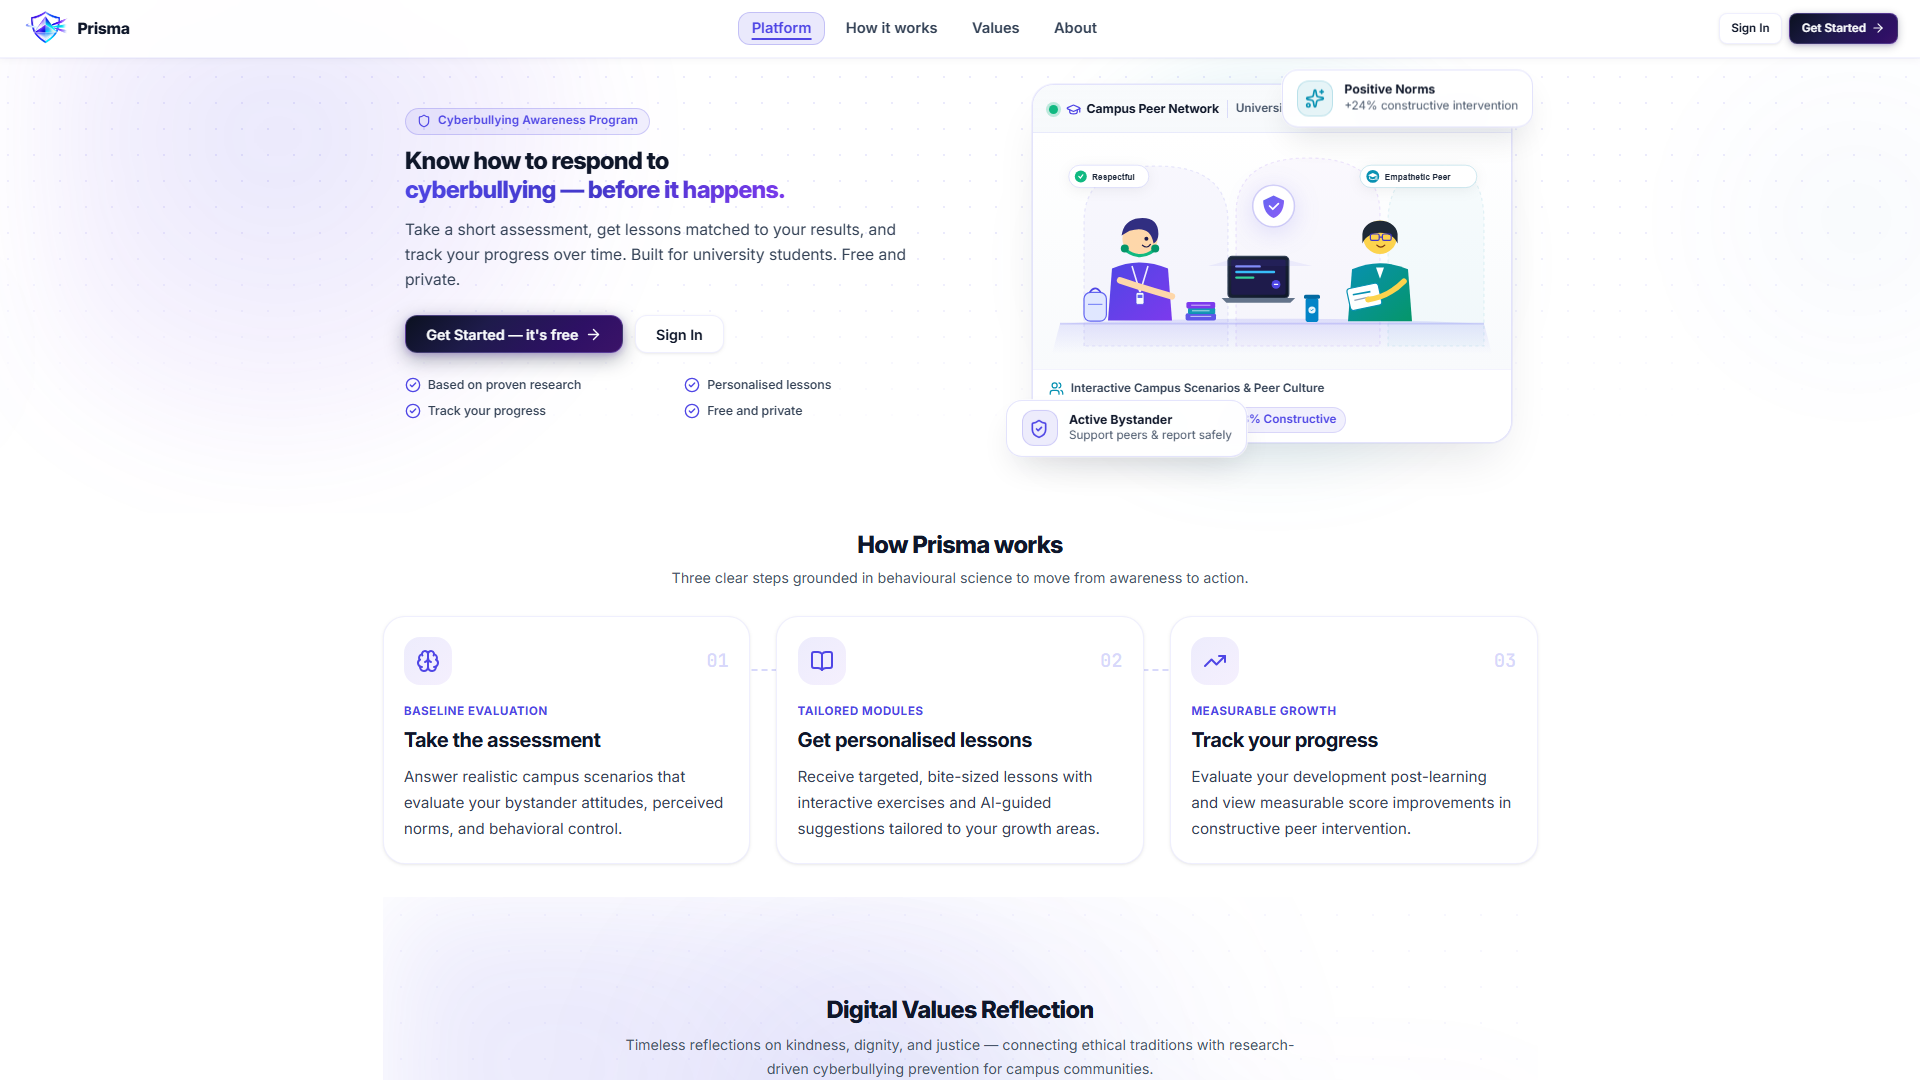 Prisma
Platform
How it works
Values
About
Sign In
Get Started
Cyberbullying Awareness Program
Know how to respond to
cyberbullying — before it happens.
Take a short assessment, get lessons matched to your results, and
track your progress over time. Built for university students. Free and
private.
Get Started — it's free
Sign In
Based on proven research
Personalised lessons
Track your progress
Free and private
Campus Peer Network
Positive Norms
+24% constructive intervention
Respectful
Empathetic Peer
Interactive Campus Scenarios & Peer Culture
Active Bystander
Support peers & report safely
% Constructive
How Prisma works
Three clear steps grounded in behavioural science to move from awareness to action.
01
BASELINE EVALUATION
Take the assessment
Answer realistic campus scenarios that
evaluate your bystander attitudes, perceived
norms, and behavioral control.
02
TAILORED MODULES
Get personalised lessons
Receive targeted, bite-sized lessons with
interactive exercises and AI-guided
suggestions tailored to your growth areas.
03
MEASURABLE GROWTH
Track your progress
Evaluate your development post-learning
and view measurable score improvements in
constructive peer intervention.
Digital Values Reflection
Timeless reflections on kindness, dignity, and justice — connecting ethical traditions with research-
driven cyberbullying prevention for campus communities.